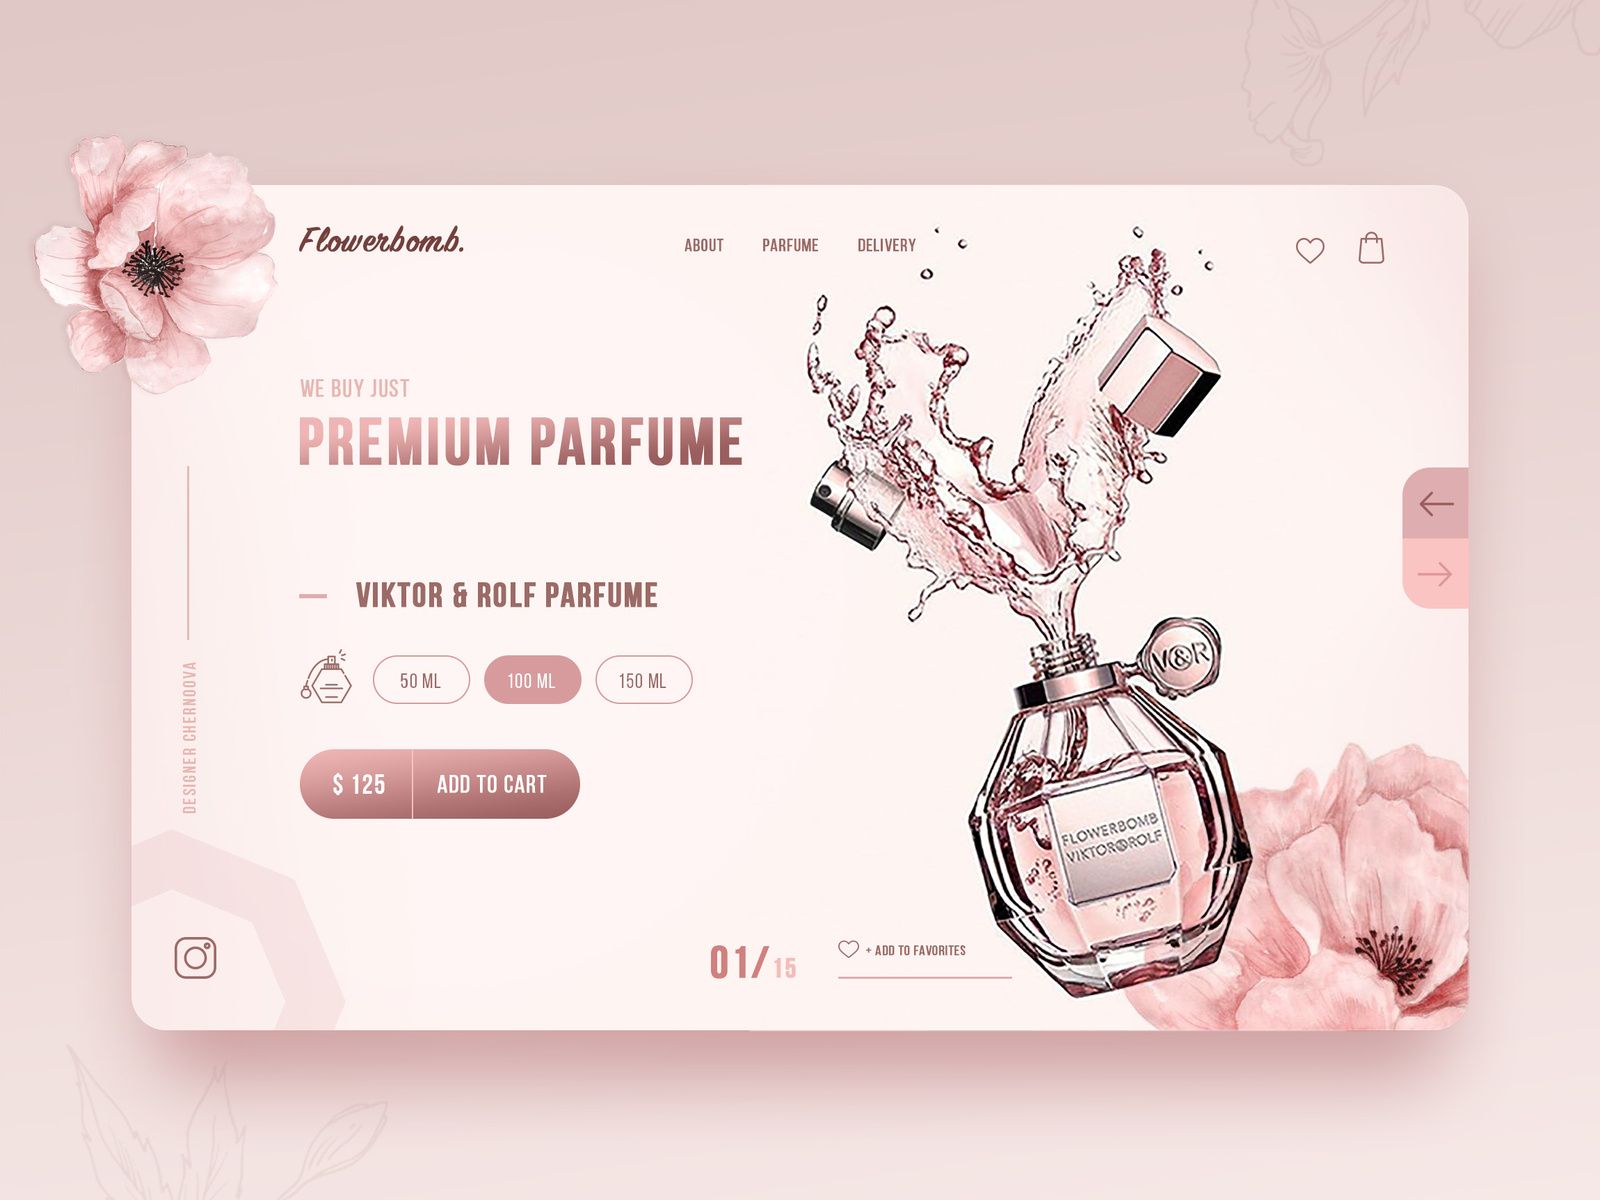 Flowerbomb.
ABOUT PARFUME DELIVERY
WE BUY JUST
PREMIUM PARFUME
VIKTOR & ROLF PARFUME
50 ML 100 ML 150 ML
$ 125 ADD TO CART
DESIGNER CHERNOOVA
V&R
FLOWERBOMB
VIKTOR&ROLF
01/15
+ ADD TO FAVORITES